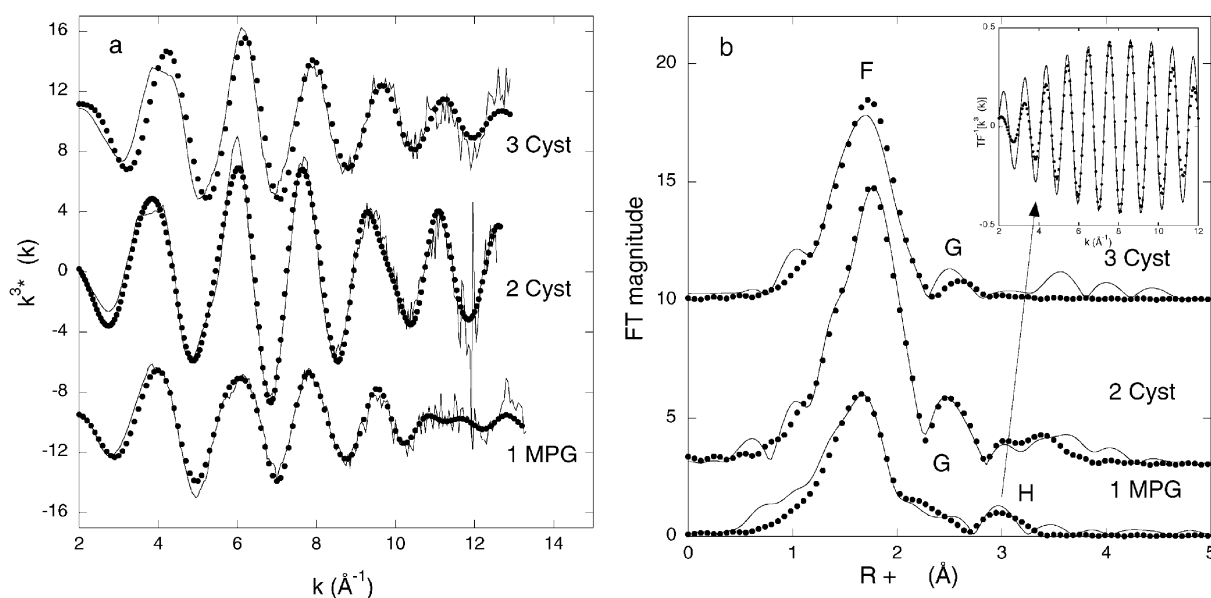 a
16
12
8
4
0
-4
-8
-12
-16
k³* (k)
3 Cyst
2 Cyst
1 MPG
2 4 6 8 10 12 14
k (Å⁻¹)
b
20
15
10
5
0
FT magnitude
F
G
3 Cyst
2 Cyst
G
H
1 MPG
0 1 2 3 4 5
R + (Å)
0.5
0.0
-0.5
TF⁻¹[k³ (k)]
2 4 6 8 10 12
k (Å⁻¹)